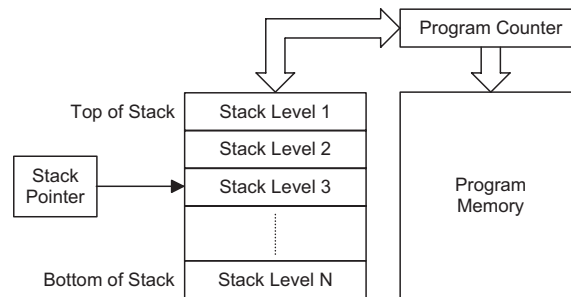 Program Counter
Top of Stack
Stack Level 1
Stack Level 2
Stack
Pointer
Stack Level 3
Program
Memory
Bottom of Stack
Stack Level N